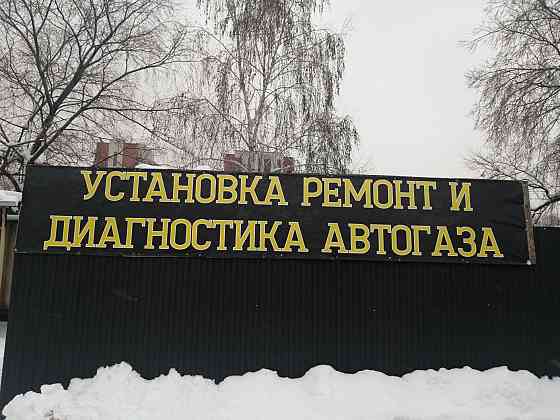 УСТАНОВКА РЕМОНТ И
ДИАГНОСТИКА АВТОГАЗА